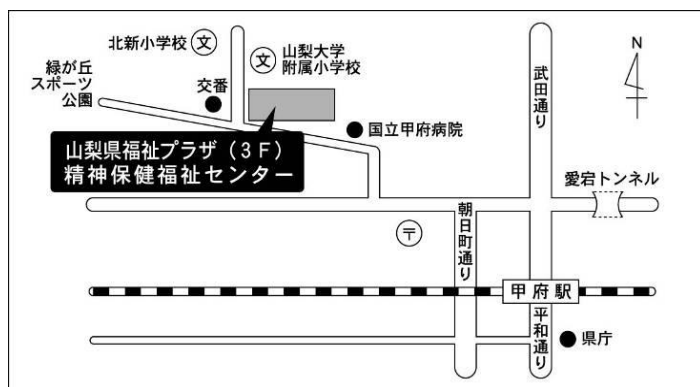 北新小学校
文
文
山梨大学
附属小学校
緑が丘
スポーツ
公園
交番
国立甲府病院
山梨県福祉プラザ（3F）
精神保健福祉センター
武田通り
N
愛宕トンネル
〒
朝日町通り
甲府駅
平和通り
県庁